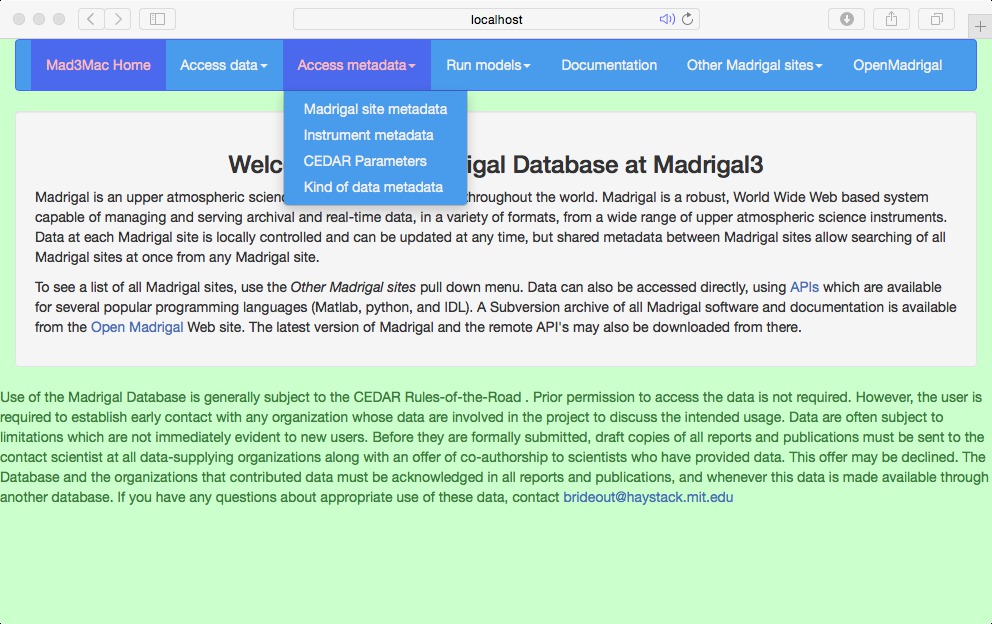 localhost
Mad3Mac Home Access data Access metadata Run models Documentation Other Madrigal sites OpenMadrigal
Madrigal site metadata
Instrument metadata
CEDAR Parameters
Kind of data metadata
Welc igal Database at Madrigal3
Madrigal is an upper atmospheric scien throughout the world. Madrigal is a robust, World Wide Web based system
capable of managing and serving archival and real-time data, in a variety of formats, from a wide range of upper atmospheric science instruments.
Data at each Madrigal site is locally controlled and can be updated at any time, but shared metadata between Madrigal sites allow searching of all
Madrigal sites at once from any Madrigal site.
To see a list of all Madrigal sites, use the Other Madrigal sites pull down menu. Data can also be accessed directly, using APIs which are available
for several popular programming languages (Matlab, python, and IDL). A Subversion archive of all Madrigal software and documentation is available
from the Open Madrigal Web site. The latest version of Madrigal and the remote API's may also be downloaded from there.
Use of the Madrigal Database is generally subject to the CEDAR Rules-of-the-Road . Prior permission to access the data is not required. However, the user is
required to establish early contact with any organization whose data are involved in the project to discuss the intended usage. Data are often subject to
limitations which are not immediately evident to new users. Before they are formally submitted, draft copies of all reports and publications must be sent to the
contact scientist at all data-supplying organizations along with an offer of co-authorship to scientists who have provided data. This offer may be declined. The
Database and the organizations that contributed data must be acknowledged in all reports and publications, and whenever this data is made available through
another database. If you have any questions about appropriate use of these data, contact brideout@haystack.mit.edu